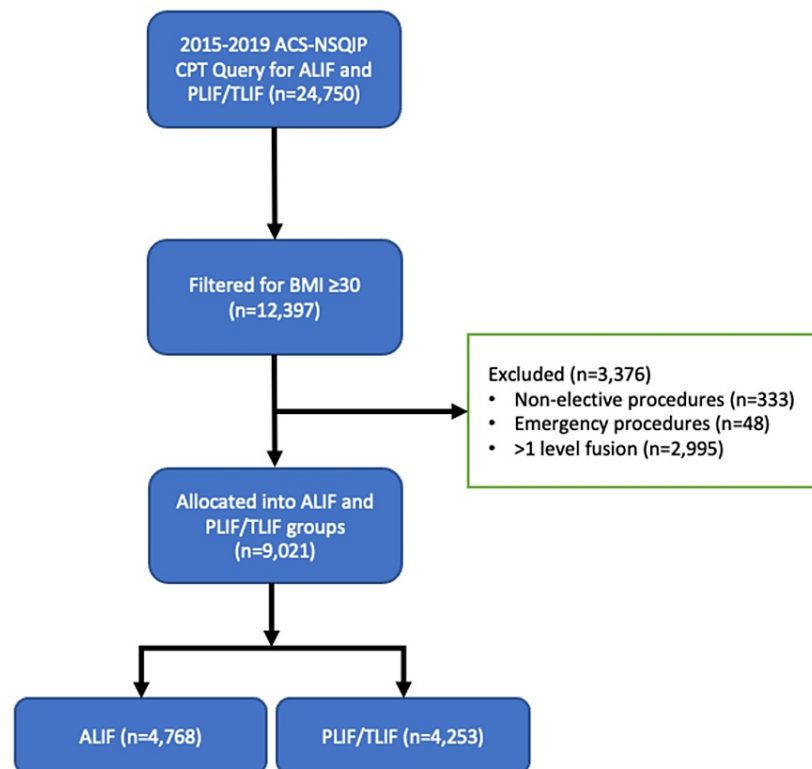 2015-2019 ACS-NSQIP
CPT Query for ALIF and
PLIF/TLIF (n=24,750)
Filtered for BMI ≥30
(n=12,397)
Excluded (n=3,376)
• Non-elective procedures (n=333)
• Emergency procedures (n=48)
• >1 level fusion (n=2,995)
Allocated into ALIF and
PLIF/TLIF groups
(n=9,021)
ALIF (n=4,768)
PLIF/TLIF (n=4,253)